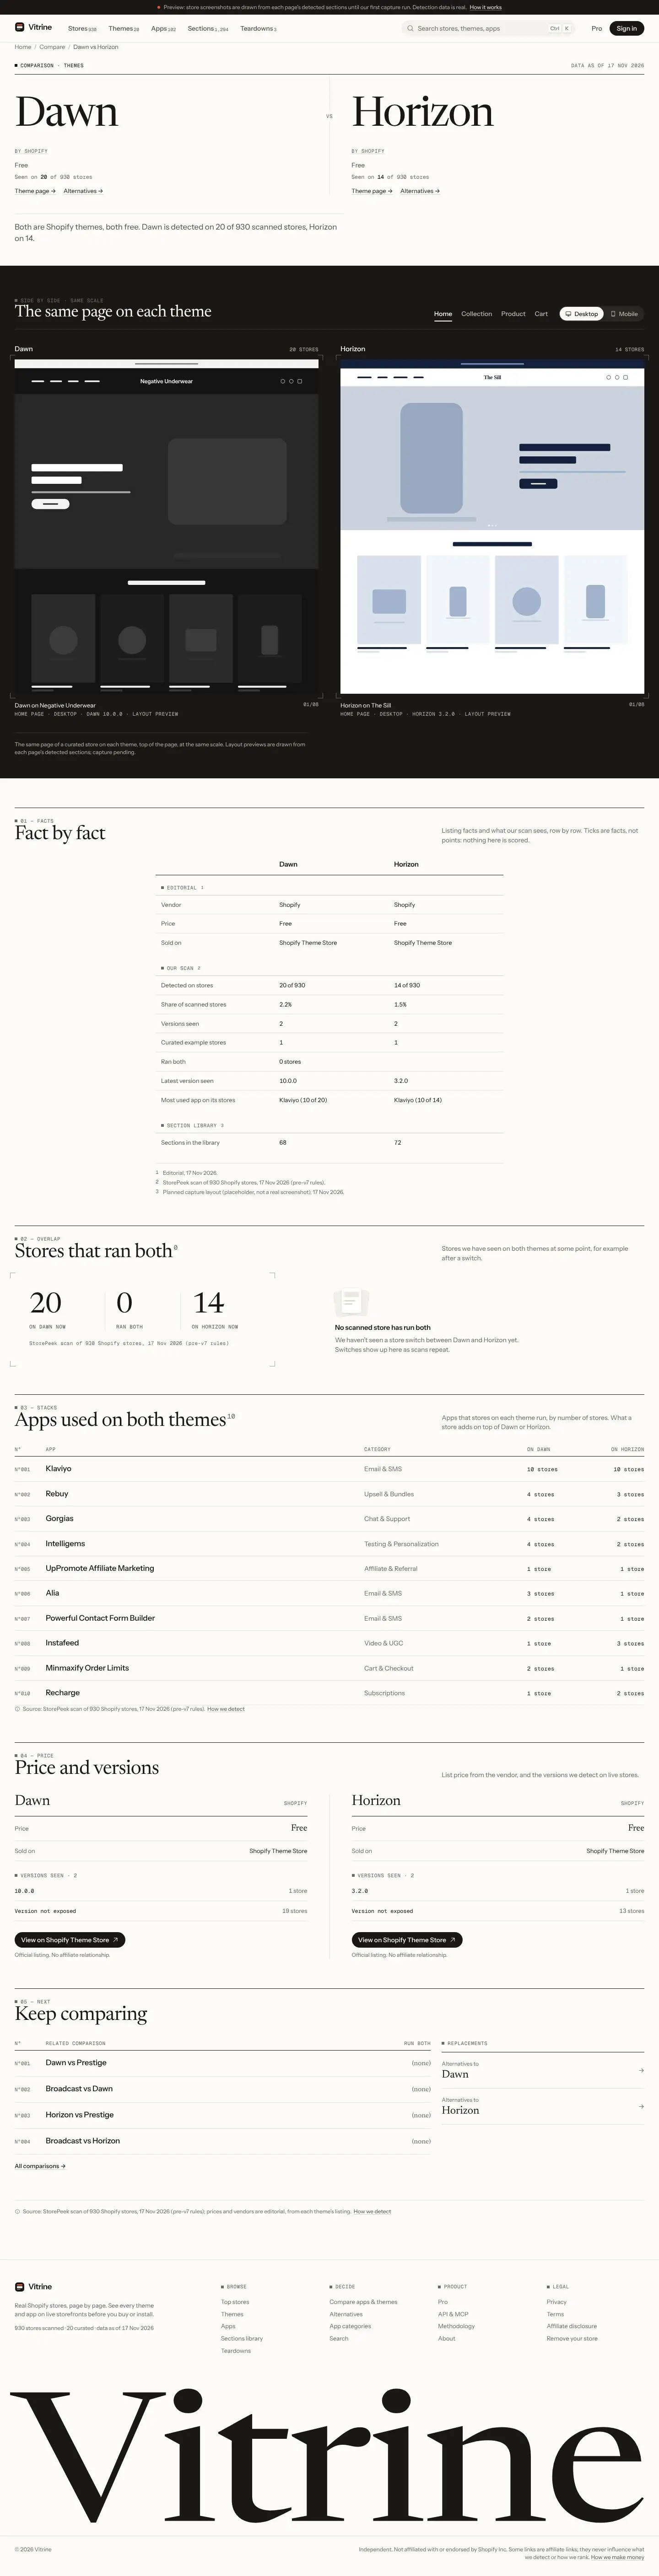 Preview: store screenshots are drawn from each page's detected sections until our first capture run. Detection data is real. How it works
Vitrine Stores 930 Themes 20 Apps 102 Sections 1,204 Teardowns Search stores, themes, apps Ctrl K Pro Sign in
Home / Compare / Dawn vs Horizon
COMPARISON · THEMES DATA AS OF 17 NOV 2026
Dawn VS Horizon
BY SHOPIFY BY SHOPIFY
Free Free
Seen on 20 of 930 stores Seen on 14 of 930 stores
Theme page → Alternatives → Theme page → Alternatives →
Both are Shopify themes, both free. Dawn is detected on 20 of 930 scanned stores, Horizon
on 14.
SIDE BY SIDE · SAME SCALE
The same page on each theme Home Collection Product Cart Desktop Mobile
Dawn 20 STORES Horizon 14 STORES
Negative Underwear The Sill
Dawn on Negative Underwear 01/08 Horizon on The Sill 01/08
HOME PAGE · DESKTOP · DAWN 10.0.0 · LAYOUT PREVIEW HOME PAGE · DESKTOP · HORIZON 3.2.0 · LAYOUT PREVIEW
The same page of a curated store on each theme, top of the page, at the same scale. Layout previews are drawn from
each page's detected sections; capture pending.
01 — FACTS
Fact by fact Listing facts and what our scan sees, row by row. Ticks are facts, not
points: nothing here is scored.
Dawn Horizon
EDITORIAL 1
Vendor Shopify Shopify
Price Free Free
Sold on Shopify Theme Store Shopify Theme Store
OUR SCAN 2
Detected on stores 20 of 930 14 of 930
Share of scanned stores 2.2% 1.5%
Versions seen 2 2
Curated example stores 1 1
Ran both 0 stores
Latest version seen 10.0.0 3.2.0
Most used app on its stores Klaviyo (10 of 20) Klaviyo (10 of 14)
SECTION LIBRARY 3
Sections in the library 68 72
1 Editorial, 17 Nov 2026.
2 StorePeek scan of 930 Shopify stores, 17 Nov 2026 (pre-v7 rules).
3 Planned capture layout (placeholder, not a real screenshot), 17 Nov 2026.
02 — OVERLAP
Stores that ran both 0 Stores we have seen on both themes at some point, for example
after a switch.
20 0 14
ON DAWN NOW RAN BOTH ON HORIZON NOW
StorePeek scan of 930 Shopify stores, 17 Nov 2026 (pre-v7 rules)
No scanned store has run both
We haven't seen a store switch between Dawn and Horizon yet.
Switches show up here as scans repeat.
03 — STACKS
Apps used on both themes 10 Apps that stores on each theme run, by number of stores. What a
store adds on top of Dawn or Horizon.
N° APP CATEGORY ON DAWN ON HORIZON
N°001 Klaviyo Email & SMS 10 stores 10 stores
N°002 Rebuy Upsell & Bundles 4 stores 3 stores
N°003 Gorgias Chat & Support 4 stores 2 stores
N°004 Intelligems Testing & Personalization 4 stores 2 stores
N°005 UpPromote Affiliate Marketing Affiliate & Referral 1 store 1 store
N°006 Alia Email & SMS 3 stores 1 store
N°007 Powerful Contact Form Builder Email & SMS 2 stores 1 store
N°008 Instafeed Video & UGC 1 store 3 stores
N°009 Minmaxify Order Limits Cart & Checkout 2 stores 1 store
N°010 Recharge Subscriptions 1 store 2 stores
Source: StorePeek scan of 930 Shopify stores, 17 Nov 2026 (pre-v7 rules). How we detect
04 — PRICE
Price and versions List price from the vendor, and the versions we detect on live stores.
Dawn SHOPIFY Horizon SHOPIFY
Price Free Price Free
Sold on Shopify Theme Store Sold on Shopify Theme Store
VERSIONS SEEN · 2 VERSIONS SEEN · 2
10.0.0 1 store 3.2.0 1 store
Version not exposed 19 stores Version not exposed 13 stores
View on Shopify Theme Store ↗ View on Shopify Theme Store ↗
Official listing. No affiliate relationship. Official listing. No affiliate relationship.
05 — NEXT
Keep comparing
N° RELATED COMPARISON RUN BOTH REPLACEMENTS
N°001 Dawn vs Prestige (none)
N°002 Broadcast vs Dawn (none)
N°003 Horizon vs Prestige (none)
N°004 Broadcast vs Horizon (none)
Alternatives to
Dawn →
Alternatives to
Horizon →
All comparisons →
Source: StorePeek scan of 930 Shopify stores, 17 Nov 2026 (pre-v7 rules); prices and vendors are editorial, from each theme's listing. How we detect
Vitrine
Real Shopify stores, page by page. See every theme
and app on live storefronts before you buy or install.
930 stores scanned · 20 curated · data as of 17 NOV 2026
BROWSE
Top stores
Themes
Apps
Sections library
Teardowns
DECIDE
Compare apps & themes
Alternatives
App categories
Search
PRODUCT
Pro
API & MCP
Methodology
About
LEGAL
Privacy
Terms
Affiliate disclosure
Remove your store
Vitrine
© 2026 Vitrine Independent. Not affiliated with or endorsed by Shopify Inc. Some links are affiliate links; they never influence what
we detect or how we rank. How we make money